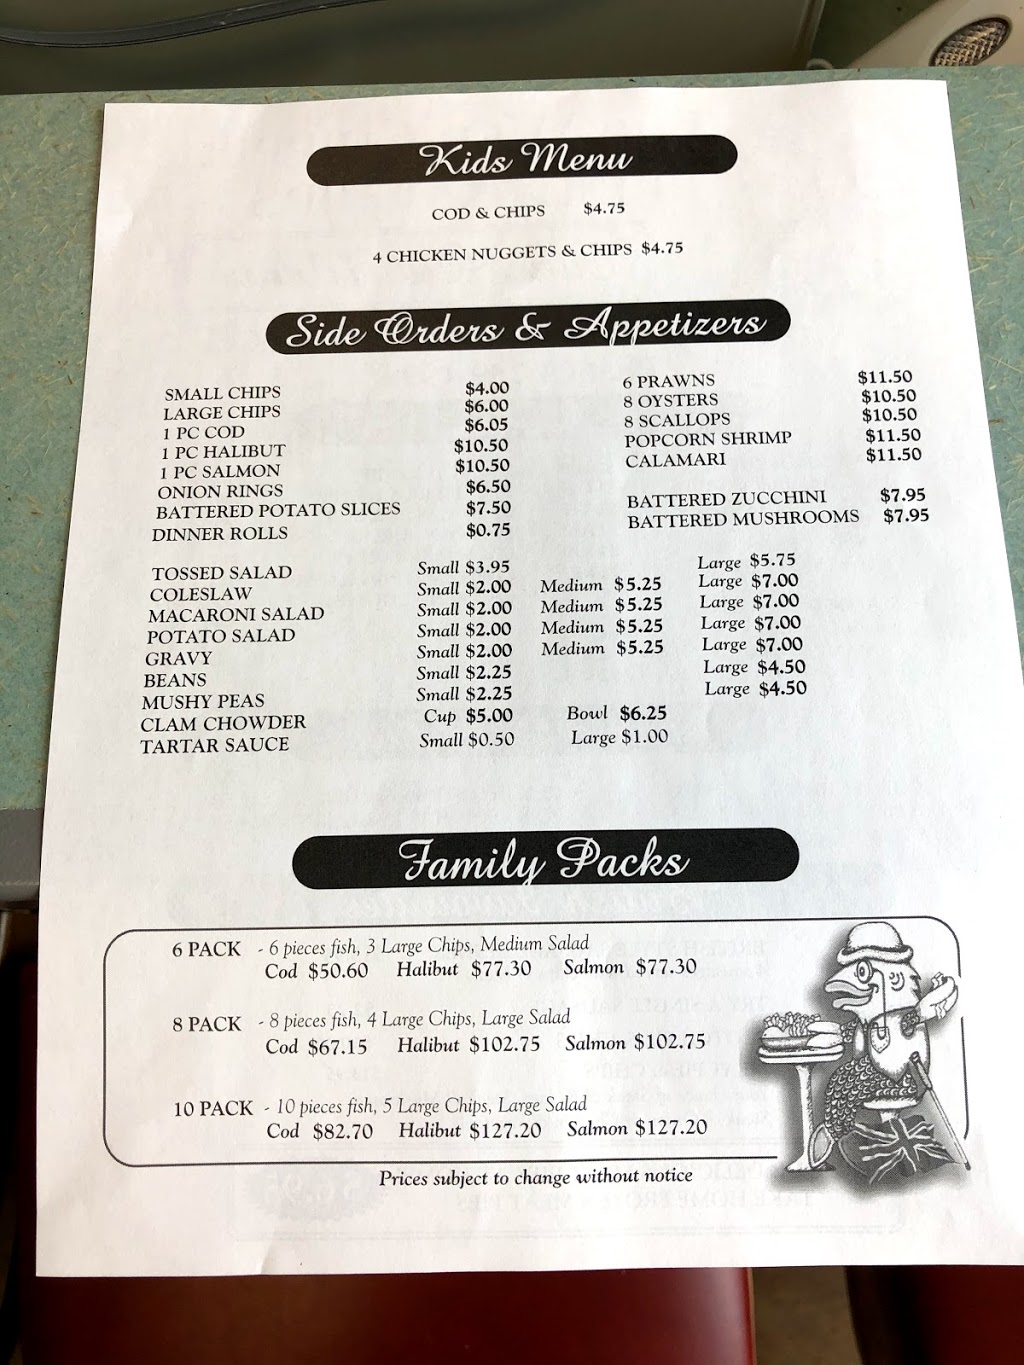 Kids Menu
COD & CHIPS $4.75
4 CHICKEN NUGGETS & CHIPS $4.75
Side Orders & Appetizers
SMALL CHIPS $4.00
LARGE CHIPS $6.00
1 PC COD $6.05
1 PC HALIBUT $10.50
1 PC SALMON $10.50
ONION RINGS $6.50
BATTERED POTATO SLICES $7.50
DINNER ROLLS $0.75
6 PRAWNS $11.50
8 OYSTERS $10.50
8 SCALLOPS $10.50
POPCORN SHRIMP $11.50
CALAMARI $11.50
BATTERED ZUCCHINI $7.95
BATTERED MUSHROOMS $7.95
TOSSED SALAD Small $3.95 Large $5.75
COLESLAW Small $2.00 Medium $5.25 Large $7.00
MACARONI SALAD Small $2.00 Medium $5.25 Large $7.00
POTATO SALAD Small $2.00 Medium $5.25 Large $7.00
GRAVY Small $2.00 Medium $5.25 Large $7.00
BEANS Small $2.25 Large $4.50
MUSHY PEAS Small $2.25 Large $4.50
CLAM CHOWDER Cup $5.00 Bowl $6.25
TARTAR SAUCE Small $0.50 Large $1.00
Family Packs
6 PACK - 6 pieces fish, 3 Large Chips, Medium Salad
Cod $50.60 Halibut $77.30 Salmon $77.30
8 PACK - 8 pieces fish, 4 Large Chips, Large Salad
Cod $67.15 Halibut $102.75 Salmon $102.75
10 PACK - 10 pieces fish, 5 Large Chips, Large Salad
Cod $82.70 Halibut $127.20 Salmon $127.20
Prices subject to change without notice